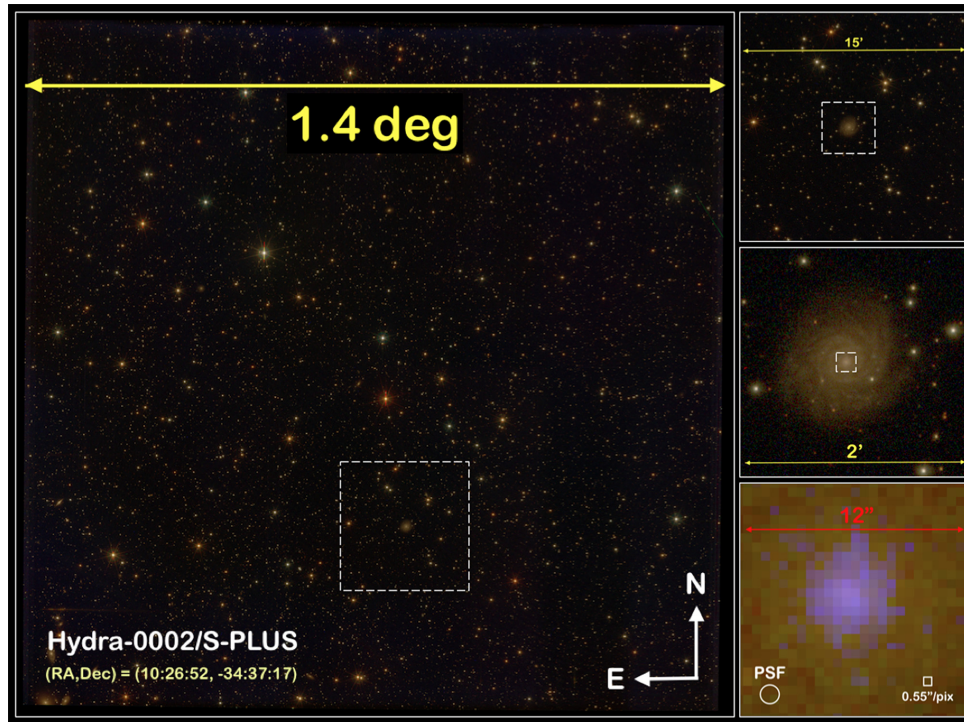 1.4 deg
Hydra-0002/S-PLUS
(RA,Dec) = (10:26:52, -34:37:17)
N
E
15'
2'
12”
PSF
0.55”/pix